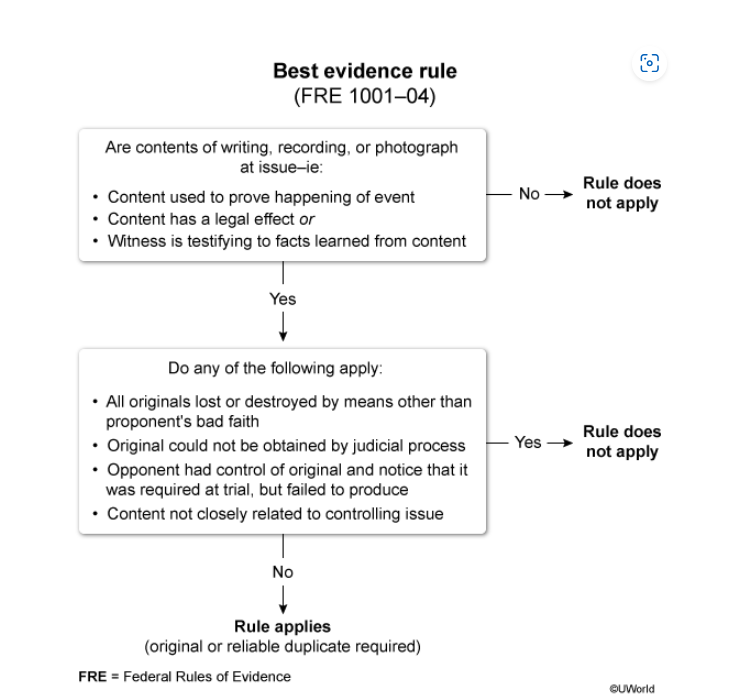 Best evidence rule
(FRE 1001–04)
Are contents of writing, recording, or photograph
at issue–ie:
• Content used to prove happening of event
• Content has a legal effect or
• Witness is testifying to facts learned from content
No
Rule does
not apply
Yes
Do any of the following apply:
• All originals lost or destroyed by means other than
proponent's bad faith
• Original could not be obtained by judicial process
• Opponent had control of original and notice that it
was required at trial, but failed to produce
• Content not closely related to controlling issue
Yes
Rule does
not apply
No
Rule applies
(original or reliable duplicate required)
FRE = Federal Rules of Evidence
©UWorld